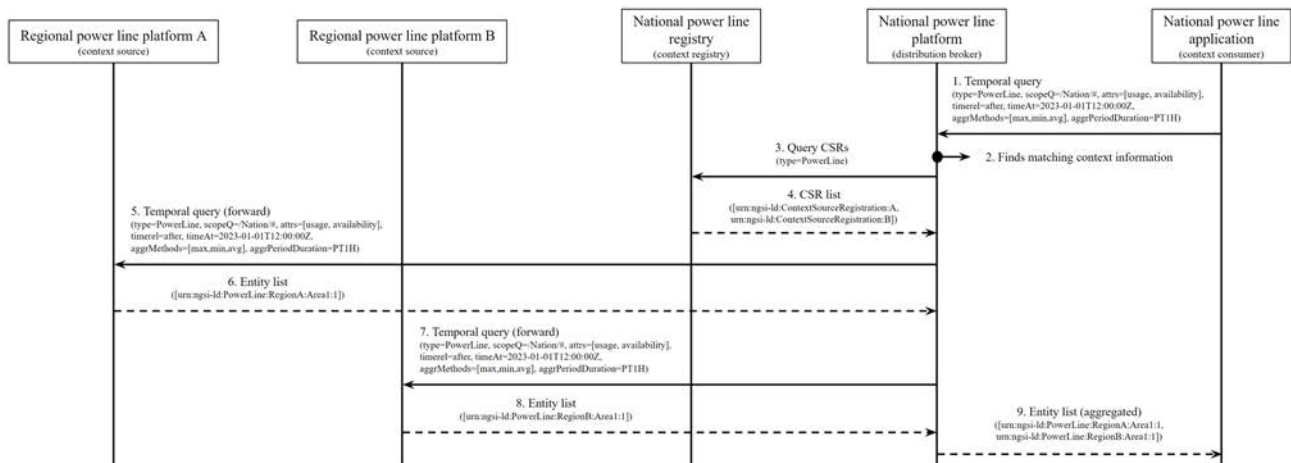 Regional power line platform A
(context source)
Regional power line platform B
(context source)
National power line
registry
(context registry)
National power line
platform
(distribution broker)
National power line
application
(context consumer)
1. Temporal query
(type=PowerLine, scopeQ=/Nation/#, attrs=[usage, availability],
timerel=after, timeAt=2023-01-01T12:00:00Z,
aggrMethods=[max,min,avg], aggrPeriodDuration=PT1H)
2. Finds matching context information
3. Query CSRs
(type=PowerLine)
4. CSR list
([urn:ngsi-ld:ContextSourceRegistration:A,
urn:ngsi-ld:ContextSourceRegistration:B])
5. Temporal query (forward)
(type=PowerLine, scopeQ=/Nation/#, attrs=[usage, availability],
timerel=after, timeAt=2023-01-01T12:00:00Z,
aggrMethods=[max,min,avg], aggrPeriodDuration=PT1H)
6. Entity list
([urn:ngsi-ld:PowerLine:RegionA:Area1:1])
7. Temporal query (forward)
(type=PowerLine, scopeQ=/Nation/#, attrs=[usage, availability],
timerel=after, timeAt=2023-01-01T12:00:00Z,
aggrMethods=[max,min,avg], aggrPeriodDuration=PT1H)
8. Entity list
([urn:ngsi-ld:PowerLine:RegionB:Area1:1])
9. Entity list (aggregated)
([urn:ngsi-ld:PowerLine:RegionA:Area1:1,
urn:ngsi-ld:PowerLine:RegionB:Area1:1])